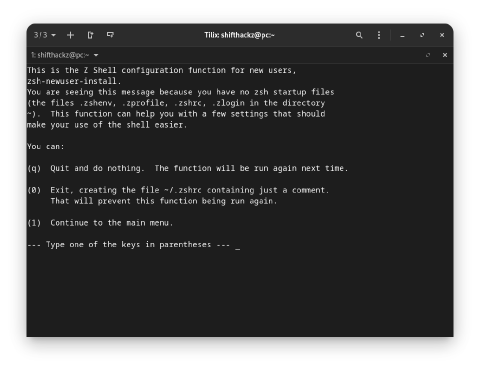 3/3
Tilix: shifthackz@pc:~
1: shifthackz@pc:~
This is the Z Shell configuration function for new users,
zsh-newuser-install.
You are seeing this message because you have no zsh startup files
(the files .zshenv, .zprofile, .zshrc, .zlogin in the directory
~).  This function can help you with a few settings that should
make your use of the shell easier.
You can:
(q)  Quit and do nothing.  The function will be run again next time.
(0)  Exit, creating the file ~/.zshrc containing just a comment.
That will prevent this function being run again.
(1)  Continue to the main menu.
--- Type one of the keys in parentheses --- _